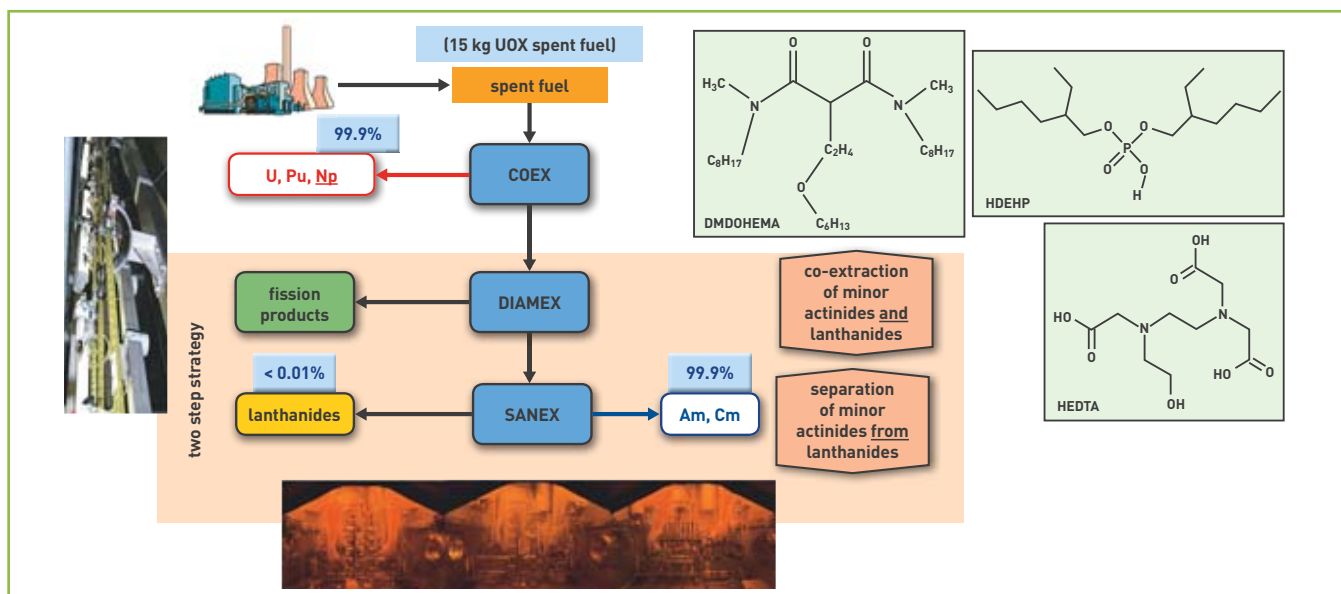 (15 kg UOX spent fuel)
spent fuel
99.9%
U, Pu, Np
COEX
two step strategy
fission
products
DIAMEX
co-extraction
of minor
actinides and
lanthanides
< 0.01%
lanthanides
SANEX
99.9%
Am, Cm
separation
of minor
actinides from
lanthanides
O
O
H3C
N
N
CH3
C8H17
C2H4
C8H17
O
C6H13
DMDOHEMA
O
O
P
O
O
H
HDEHP
OH
O
HO
N
N
O
HO
O
OH
HEDTA